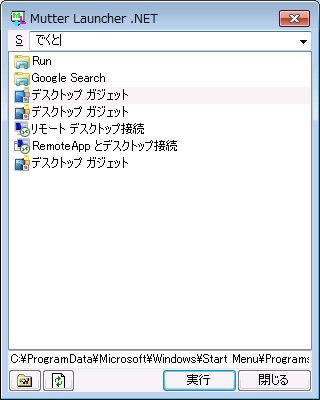 Mutter Launcher .NET
S でくと
Run
Google Search
デスクトップ ガジェット
デスクトップ ガジェット
リモート デスクトップ接続
RemoteApp とデスクトップ接続
デスクトップ ガジェット
C:¥ProgramData¥Microsoft¥Windows¥Start Menu¥Programs
実行 閉じる